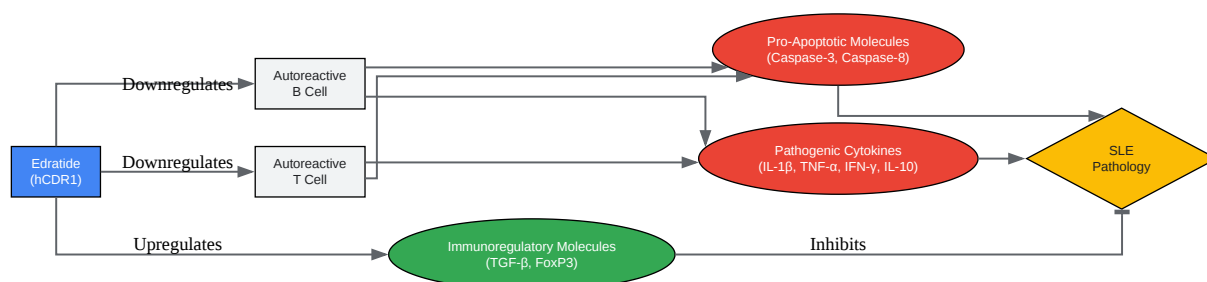 Pro-Apoptotic Molecules
(Caspase-3, Caspase-8)
Downregulates
Autoreactive
B Cell
Edratide
(hCDR1)
Downregulates
Autoreactive
T Cell
Pathogenic Cytokines
(IL-1β, TNF-α, IFN-γ, IL-10)
SLE
Pathology
Upregulates
Immunoregulatory Molecules
(TGF-β, FoxP3)
Inhibits